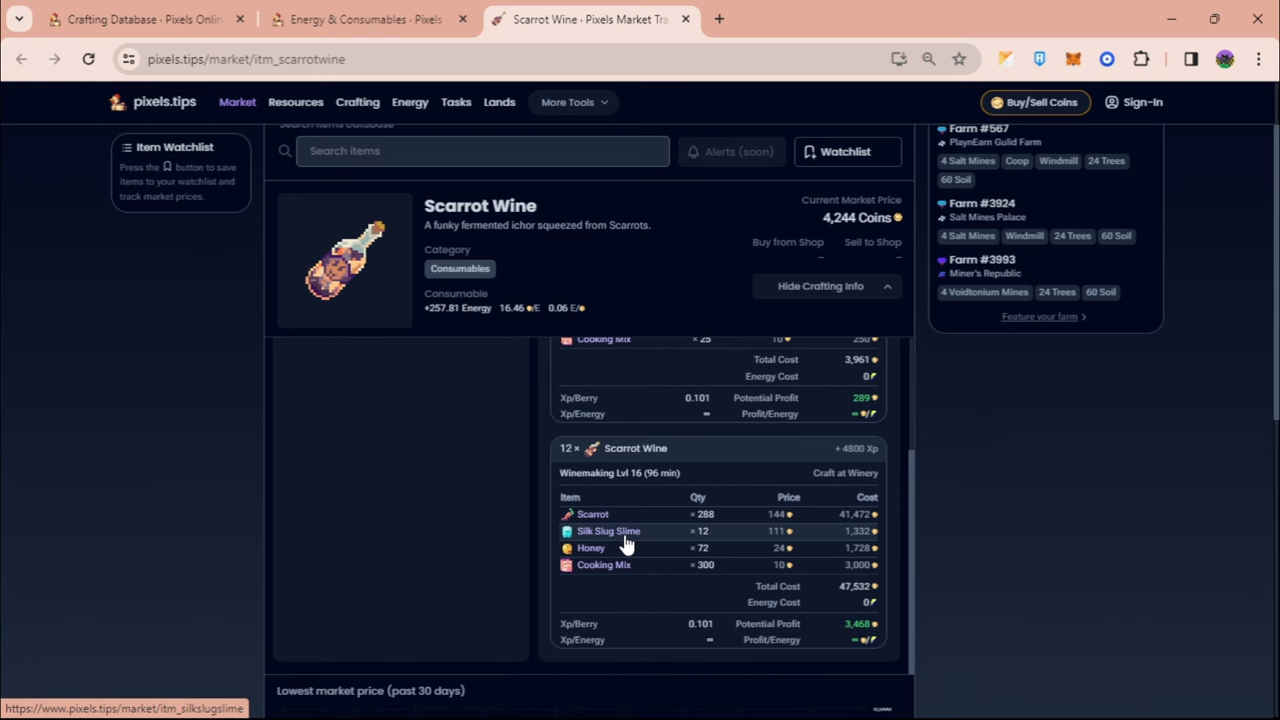 Crafting Database · Pixels Onlin
Energy & Consumables · Pixels
Scarrot Wine · Pixels Market Tra
pixels.tips/market/itm_scarrotwine
pixels.tips
Market
Resources
Crafting
Energy
Tasks
Lands
More Tools
Buy/Sell Coins
Sign-In
Item Watchlist
Press the button to save
items to your watchlist and
track market prices.
Search Items Database
Search items
Alerts (soon)
Watchlist
Scarrot Wine
A funky fermented ichor squeezed from Scarrots.
Category
Consumables
Consumable
+257.81 Energy 16.46 /E 0.06 E/
Current Market Price
4,244 Coins
Buy from Shop Sell to Shop
– –
Hide Crafting Info
Cooking Mix × 25 10 250
Total Cost 3,961
Energy Cost 0
Xp/Berry 0.101 Potential Profit 289
Xp/Energy ∞ Profit/Energy ∞ /
12 × Scarrot Wine + 4800 Xp
Winemaking Lvl 16 (96 min) Craft at Winery
Item Qty Price Cost
Scarrot × 288 144 41,472
Silk Slug Slime × 12 111 1,332
Honey × 72 24 1,728
Cooking Mix × 300 10 3,000
Total Cost 47,532
Energy Cost 0
Xp/Berry 0.101 Potential Profit 3,468
Xp/Energy ∞ Profit/Energy ∞ /
Lowest market price (past 30 days)
Farm #567
PlaynEarn Guild Farm
4 Salt Mines Coop Windmill 24 Trees
60 Soil
Farm #3924
Salt Mines Palace
4 Salt Mines Windmill 24 Trees 60 Soil
Farm #3993
Miner's Republic
4 Voidtonium Mines 24 Trees 60 Soil
Feature your farm
https://www.pixels.tips/market/itm_silkslugslime